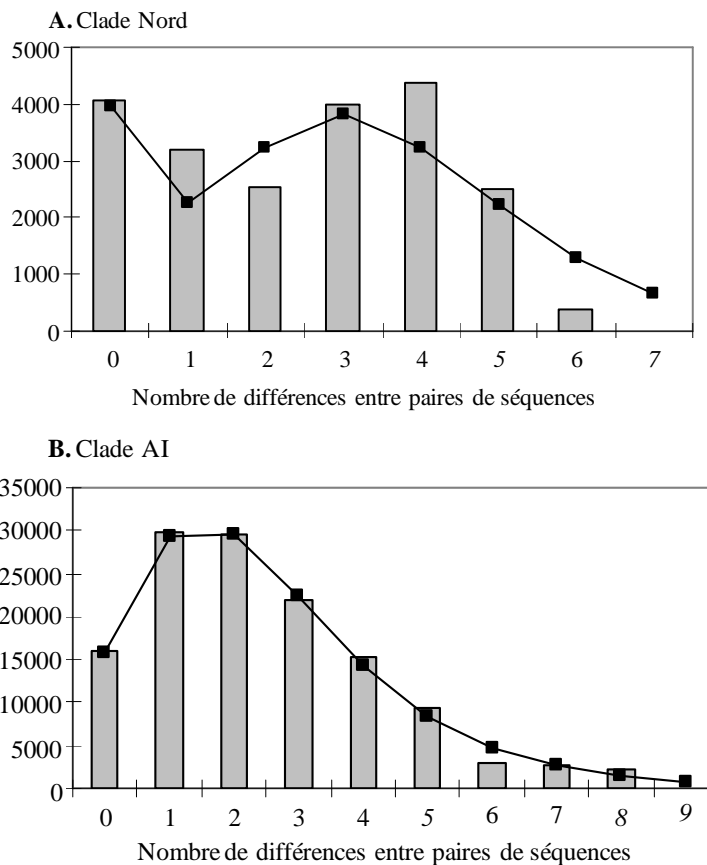 A. Clade Nord
5000
4000
3000
2000
1000
0
0 1 2 3 4 5 6 7
Nombre de différences entre paires de séquences
B. Clade AI
35000
30000
25000
20000
15000
10000
5000
0
0 1 2 3 4 5 6 7 8 9
Nombre de différences entre paires de séquences